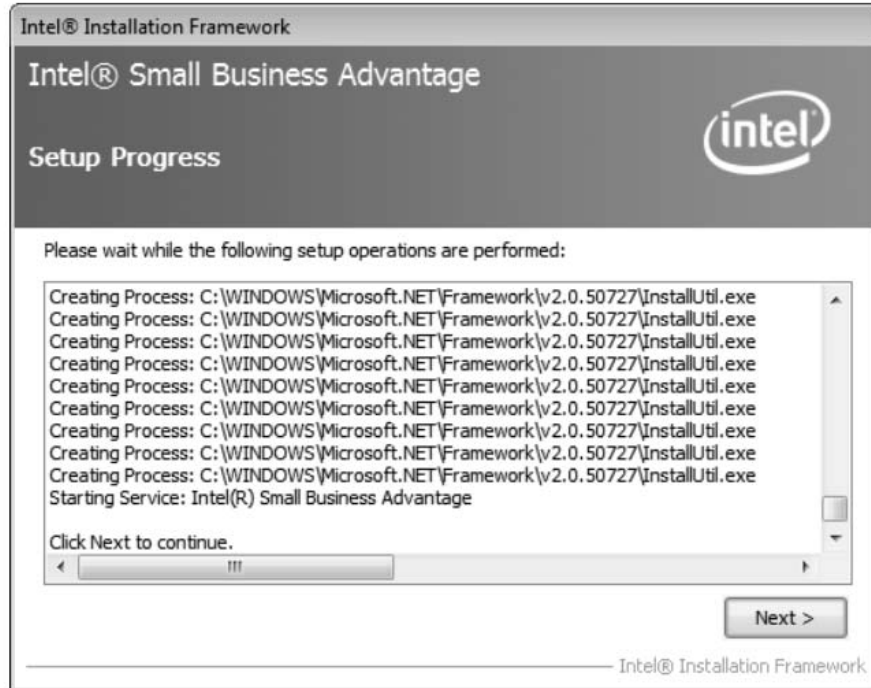 Intel® Installation Framework
Intel® Small Business Advantage
intel
Setup Progress
Please wait while the following setup operations are performed:
Creating Process: C:\WINDOWS\Microsoft.NET\Framework\v2.0.50727\InstallUtil.exe
Creating Process: C:\WINDOWS\Microsoft.NET\Framework\v2.0.50727\InstallUtil.exe
Creating Process: C:\WINDOWS\Microsoft.NET\Framework\v2.0.50727\InstallUtil.exe
Creating Process: C:\WINDOWS\Microsoft.NET\Framework\v2.0.50727\InstallUtil.exe
Creating Process: C:\WINDOWS\Microsoft.NET\Framework\v2.0.50727\InstallUtil.exe
Creating Process: C:\WINDOWS\Microsoft.NET\Framework\v2.0.50727\InstallUtil.exe
Creating Process: C:\WINDOWS\Microsoft.NET\Framework\v2.0.50727\InstallUtil.exe
Creating Process: C:\WINDOWS\Microsoft.NET\Framework\v2.0.50727\InstallUtil.exe
Creating Process: C:\WINDOWS\Microsoft.NET\Framework\v2.0.50727\InstallUtil.exe
Starting Service: Intel(R) Small Business Advantage
Click Next to continue.
Next >
Intel® Installation Framework